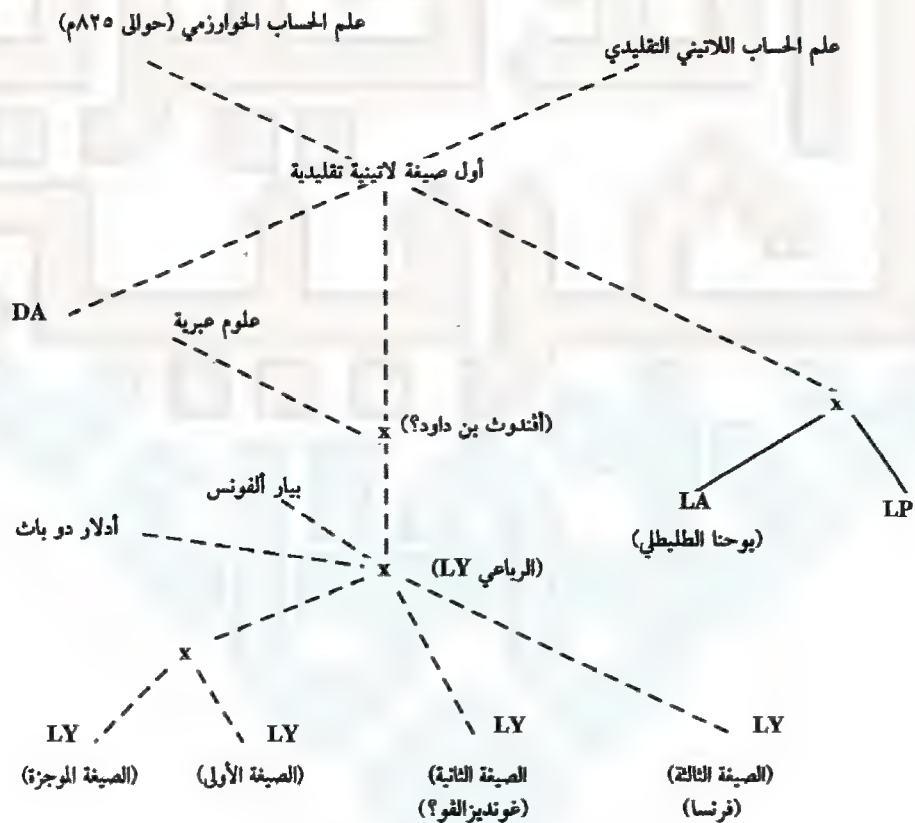 علم الحساب الخوارزمي (حوالى ٨٢٥م)
علم الحساب اللاتيني التقليدي
أول صيغة لاتينية تقليدية
DA
علوم عبرية
x
x (أڤندوث بن داود؟)
LA
LP
(يوحنا الطليطلي)
بيار ألفونس
أدلار دو باث
x (الرباعي LY)
x
LY
LY
LY
LY
(الصيغة الموجزة)
(الصيغة الأولى)
(الصيغة الثانية
(الصيغة الثالثة)
(غونديزالڤو؟)
(فرنسا)